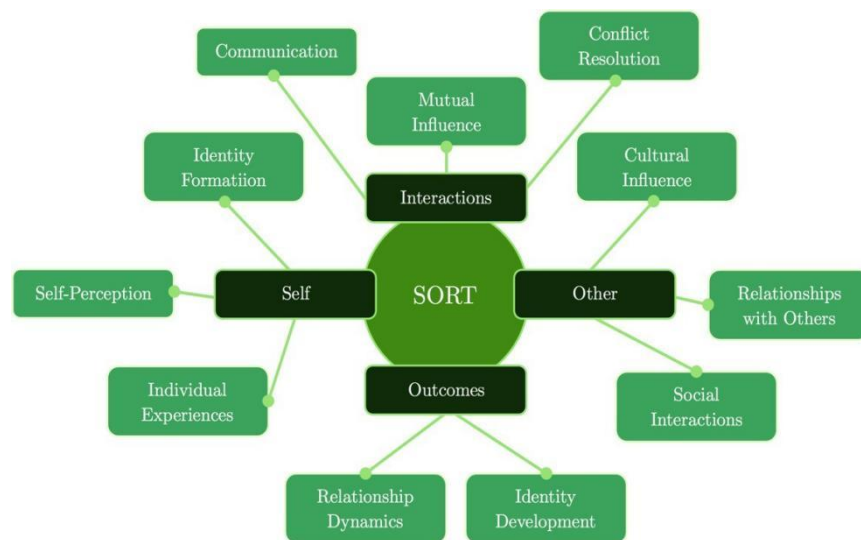 Communication
Conflict
Resolution
Mutual
Influence
Identity
Formatiion
Cultural
Influence
Interactions
Self-Perception
Self
SORT
Other
Relationships
with Others
Individual
Experiences
Outcomes
Social
Interactions
Relationship
Dynamics
Identity
Development